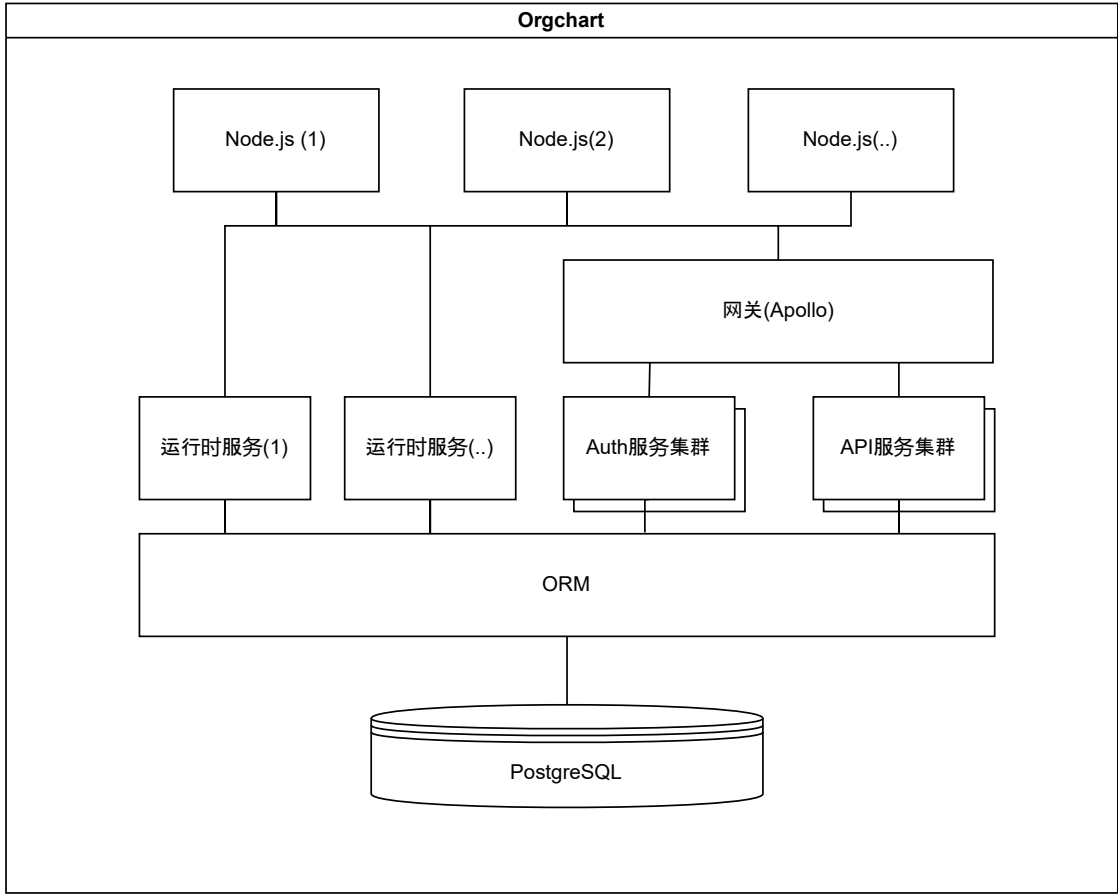 Orgchart
Node.js (1)
Node.js(2)
Node.js(..)
网关(Apollo)
运行时服务(1)
运行时服务(..)
Auth服务集群
API服务集群
ORM
PostgreSQL